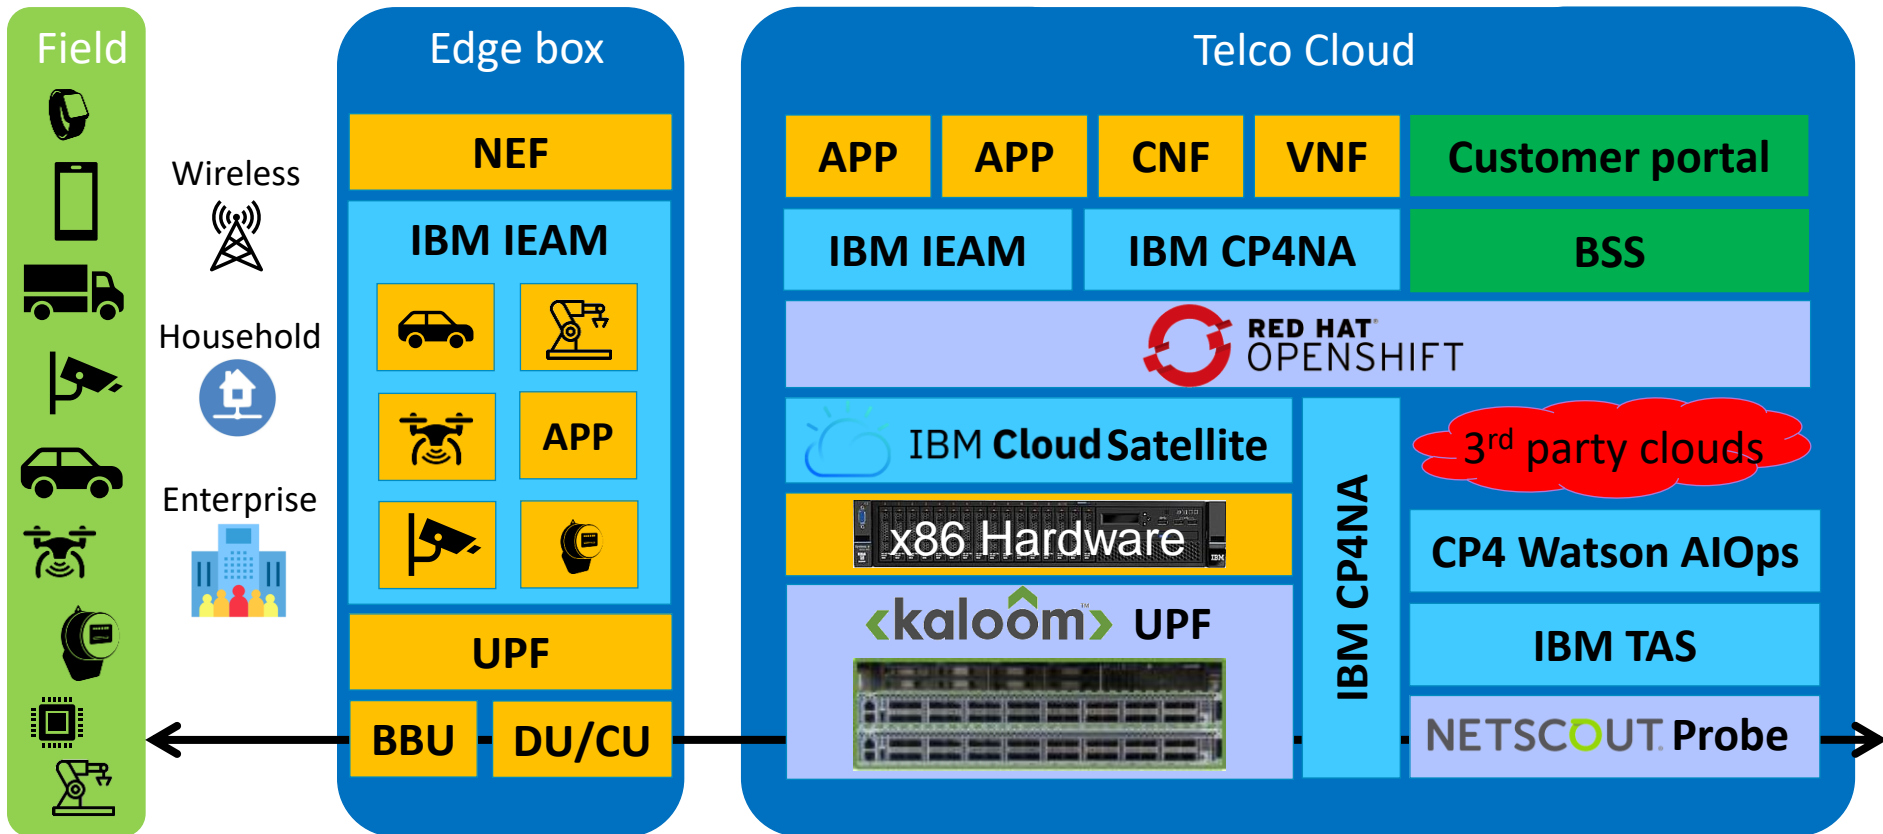 Field
Wireless
Household
Enterprise
Edge box
NEF
IBM IEAM
APP
UPF
BBU
DU/CU
Telco Cloud
APP
APP
CNF
VNF
Customer portal
IBM IEAM
IBM CP4NA
BSS
RED HAT®
OPENSHIFT
IBM Cloud Satellite
3rd party clouds
x86 Hardware
IBM
IBM CP4NA
CP4 Watson AIOps
kaloom™ UPF
IBM TAS
NETSCOUT. Probe